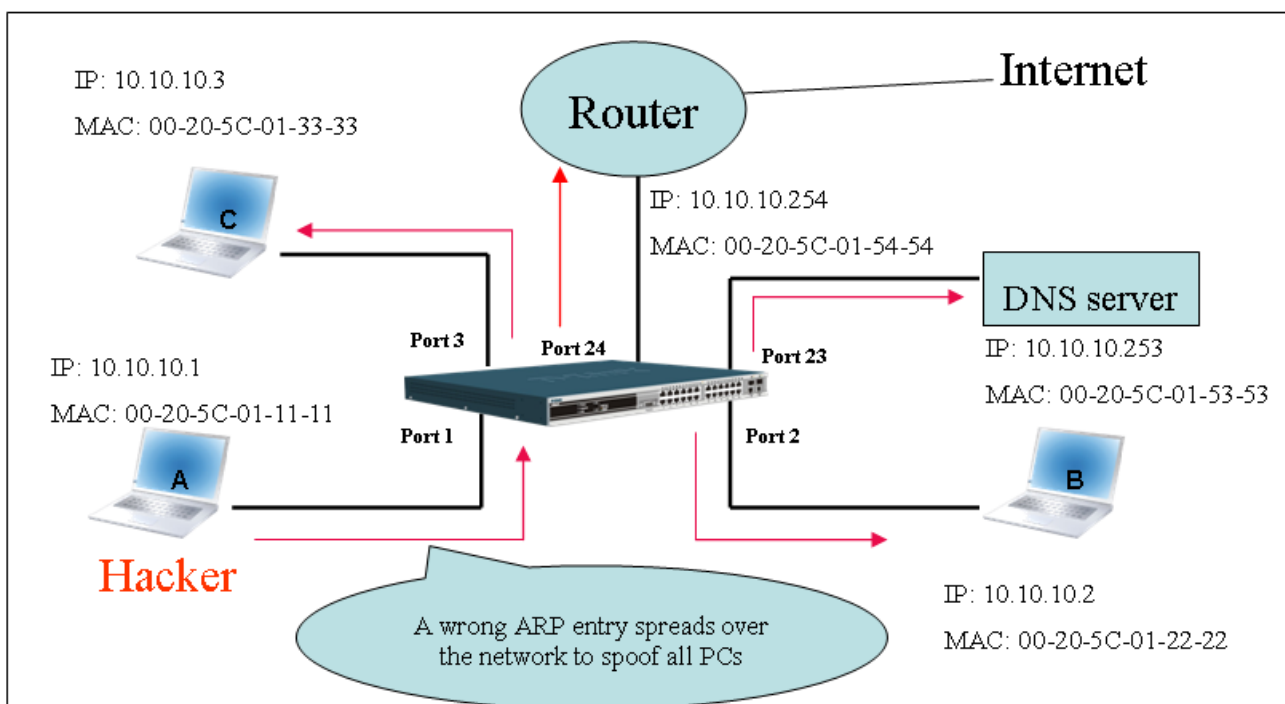 IP: 10.10.10.3
MAC: 00-20-5C-01-33-33
C
Router
Internet
IP: 10.10.10.254
MAC: 00-20-5C-01-54-54
DNS server
IP: 10.10.10.253
MAC: 00-20-5C-01-53-53
Port 3
Port 24
Port 23
IP: 10.10.10.1
MAC: 00-20-5C-01-11-11
Port 1
Port 2
A
Hacker
B
IP: 10.10.10.2
MAC: 00-20-5C-01-22-22
A wrong ARP entry spreads over
the network to spoof all PCs